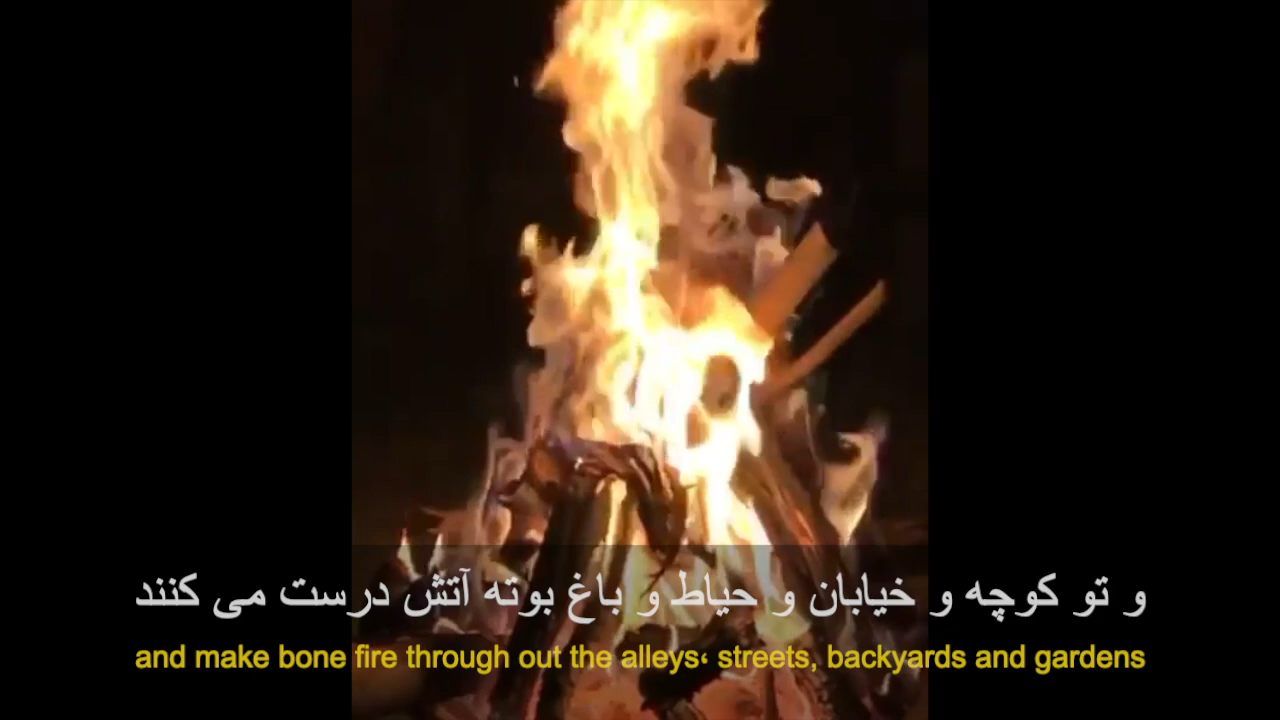 و تو کوچه و خیابان و حیاط و باغ بوته آتش درست می کنند
and make bone fire through out the alleys، streets, backyards and gardens